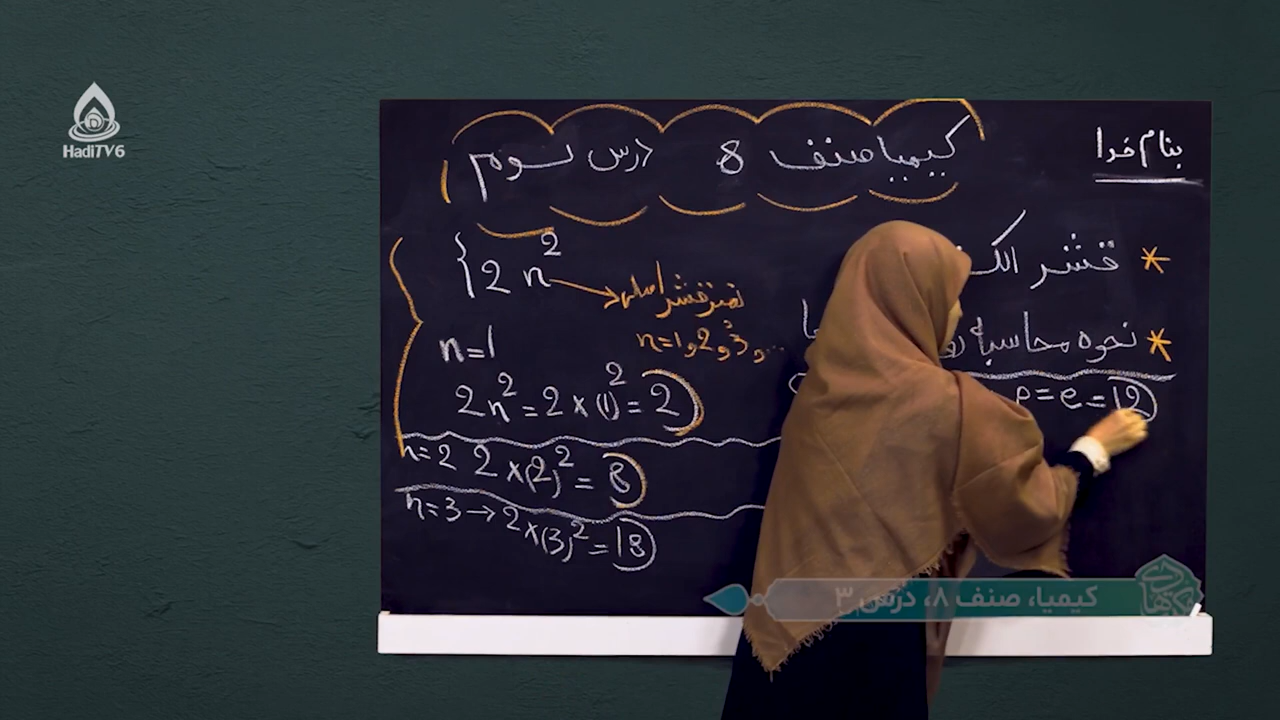 HadiTV6
بنام خدا
کیمیا صنف 8 درس سوم
* قشر الک
* نحوه محاسبه
P = e = 12
2n²
نمبر قشر اصلی
n=1,2,3, ...
n=1
2n² = 2 × (1)² = 2
n=2 2 × (2)² = 8
n=3 → 2 × (3)² = 18
کیمیا، صنف ۸، درس ۳